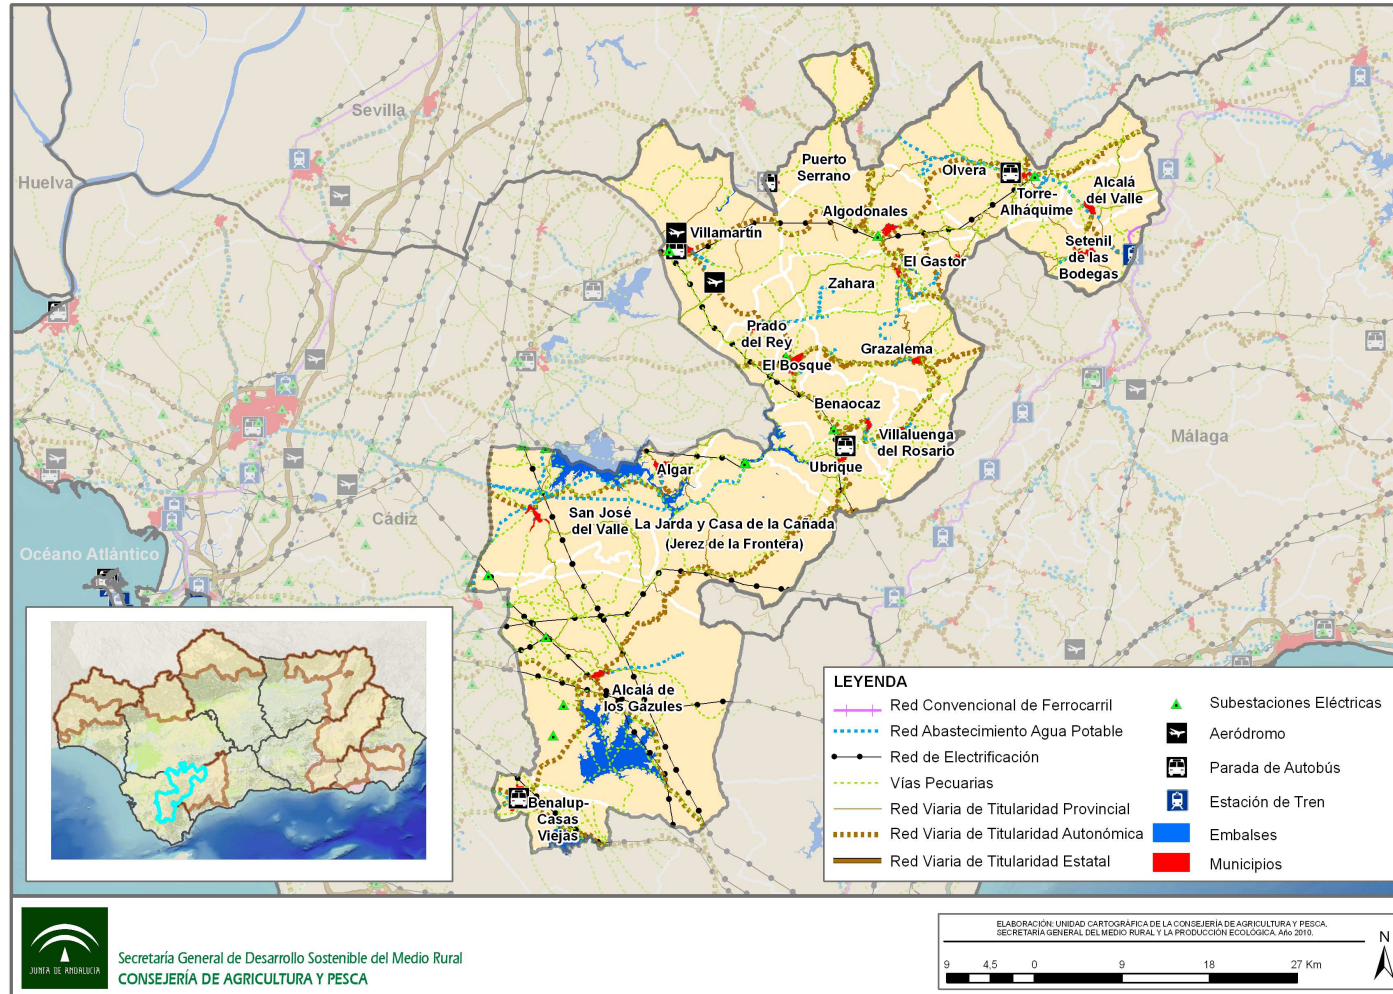 Sevilla
Huelva
Puerto
Serrano
Olvera
Alcalá
del Valle
Torre-
Alháquime
Algodonales
Villamartín
Setenil
de las
Bodegas
El Gastor
Zahara
Prado
del Rey
Grazalema
El Bosque
Benaocaz
Málaga
Villaluenga
del Rosario
Ubrique
Algar
San José
del Valle
La Jarda y Casa de la Cañada
(Jerez de la Frontera)
Cádiz
Océano Atlántico
Alcalá de
los Gazules
Benalup-
Casas
Viejas
LEYENDA
Red Convencional de Ferrocarril
Red Abastecimiento Agua Potable
Red de Electrificación
Vías Pecuarias
Red Viaria de Titularidad Provincial
Red Viaria de Titularidad Autonómica
Red Viaria de Titularidad Estatal
Subestaciones Eléctricas
Aeródromo
Parada de Autobús
Estación de Tren
Embalses
Municipios
JUNTA DE ANDALUCIA
Secretaría General de Desarrollo Sostenible del Medio Rural
CONSEJERÍA DE AGRICULTURA Y PESCA
ELABORACIÓN: UNIDAD CARTOGRÁFICA DE LA CONSEJERÍA DE AGRICULTURA Y PESCA.
SECRETARÍA GENERAL DEL MEDIO RURAL Y LA PRODUCCIÓN ECOLÓGICA. Año 2010.
9 4,5 0 9 18 27 Km
N